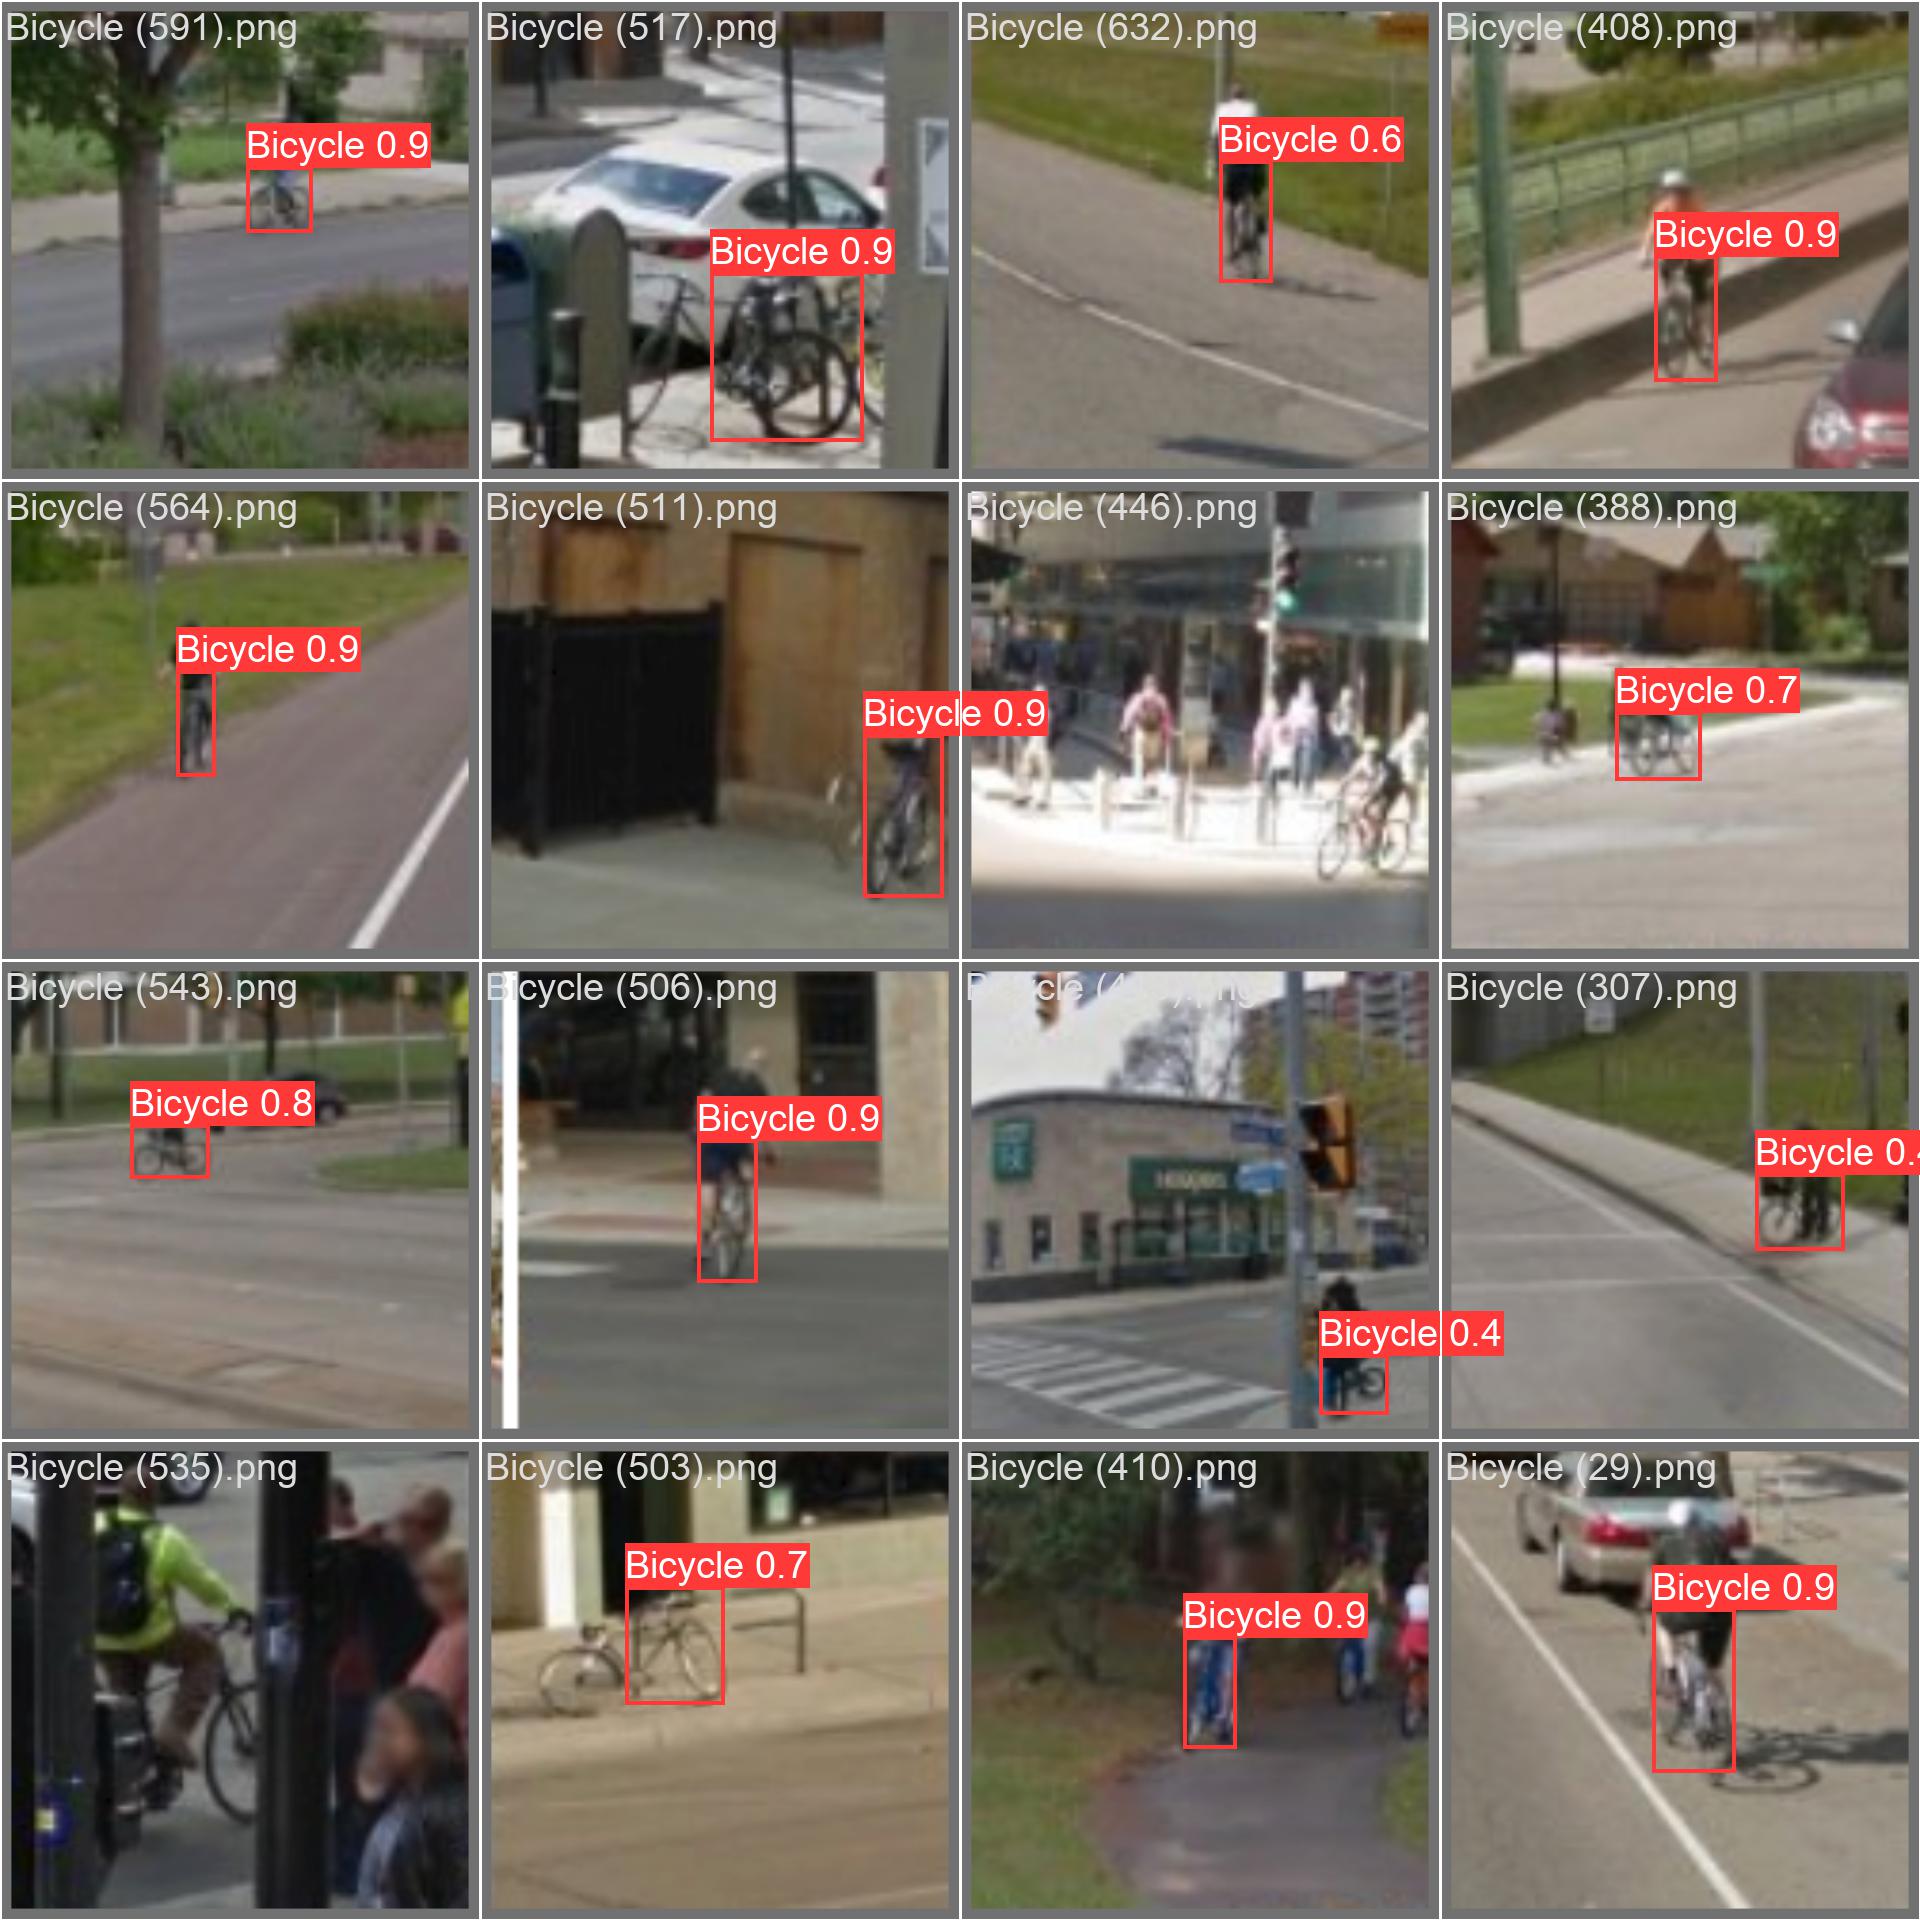 Bicycle (591).png
Bicycle 0.9
Bicycle (517).png
Bicycle 0.9
Bicycle (632).png
Bicycle 0.6
Bicycle (408).png
Bicycle 0.9
Bicycle (564).png
Bicycle 0.9
Bicycle (511).png
Bicycle 0.9
Bicycle (446).png
Bicycle (388).png
Bicycle 0.7
Bicycle (543).png
Bicycle 0.8
Bicycle (506).png
Bicycle 0.9
Bicycle 0.4
Bicycle (307).png
Bicycle
Bicycle (535).png
Bicycle (503).png
Bicycle 0.7
Bicycle (410).png
Bicycle 0.9
Bicycle (29).png
Bicycle 0.9